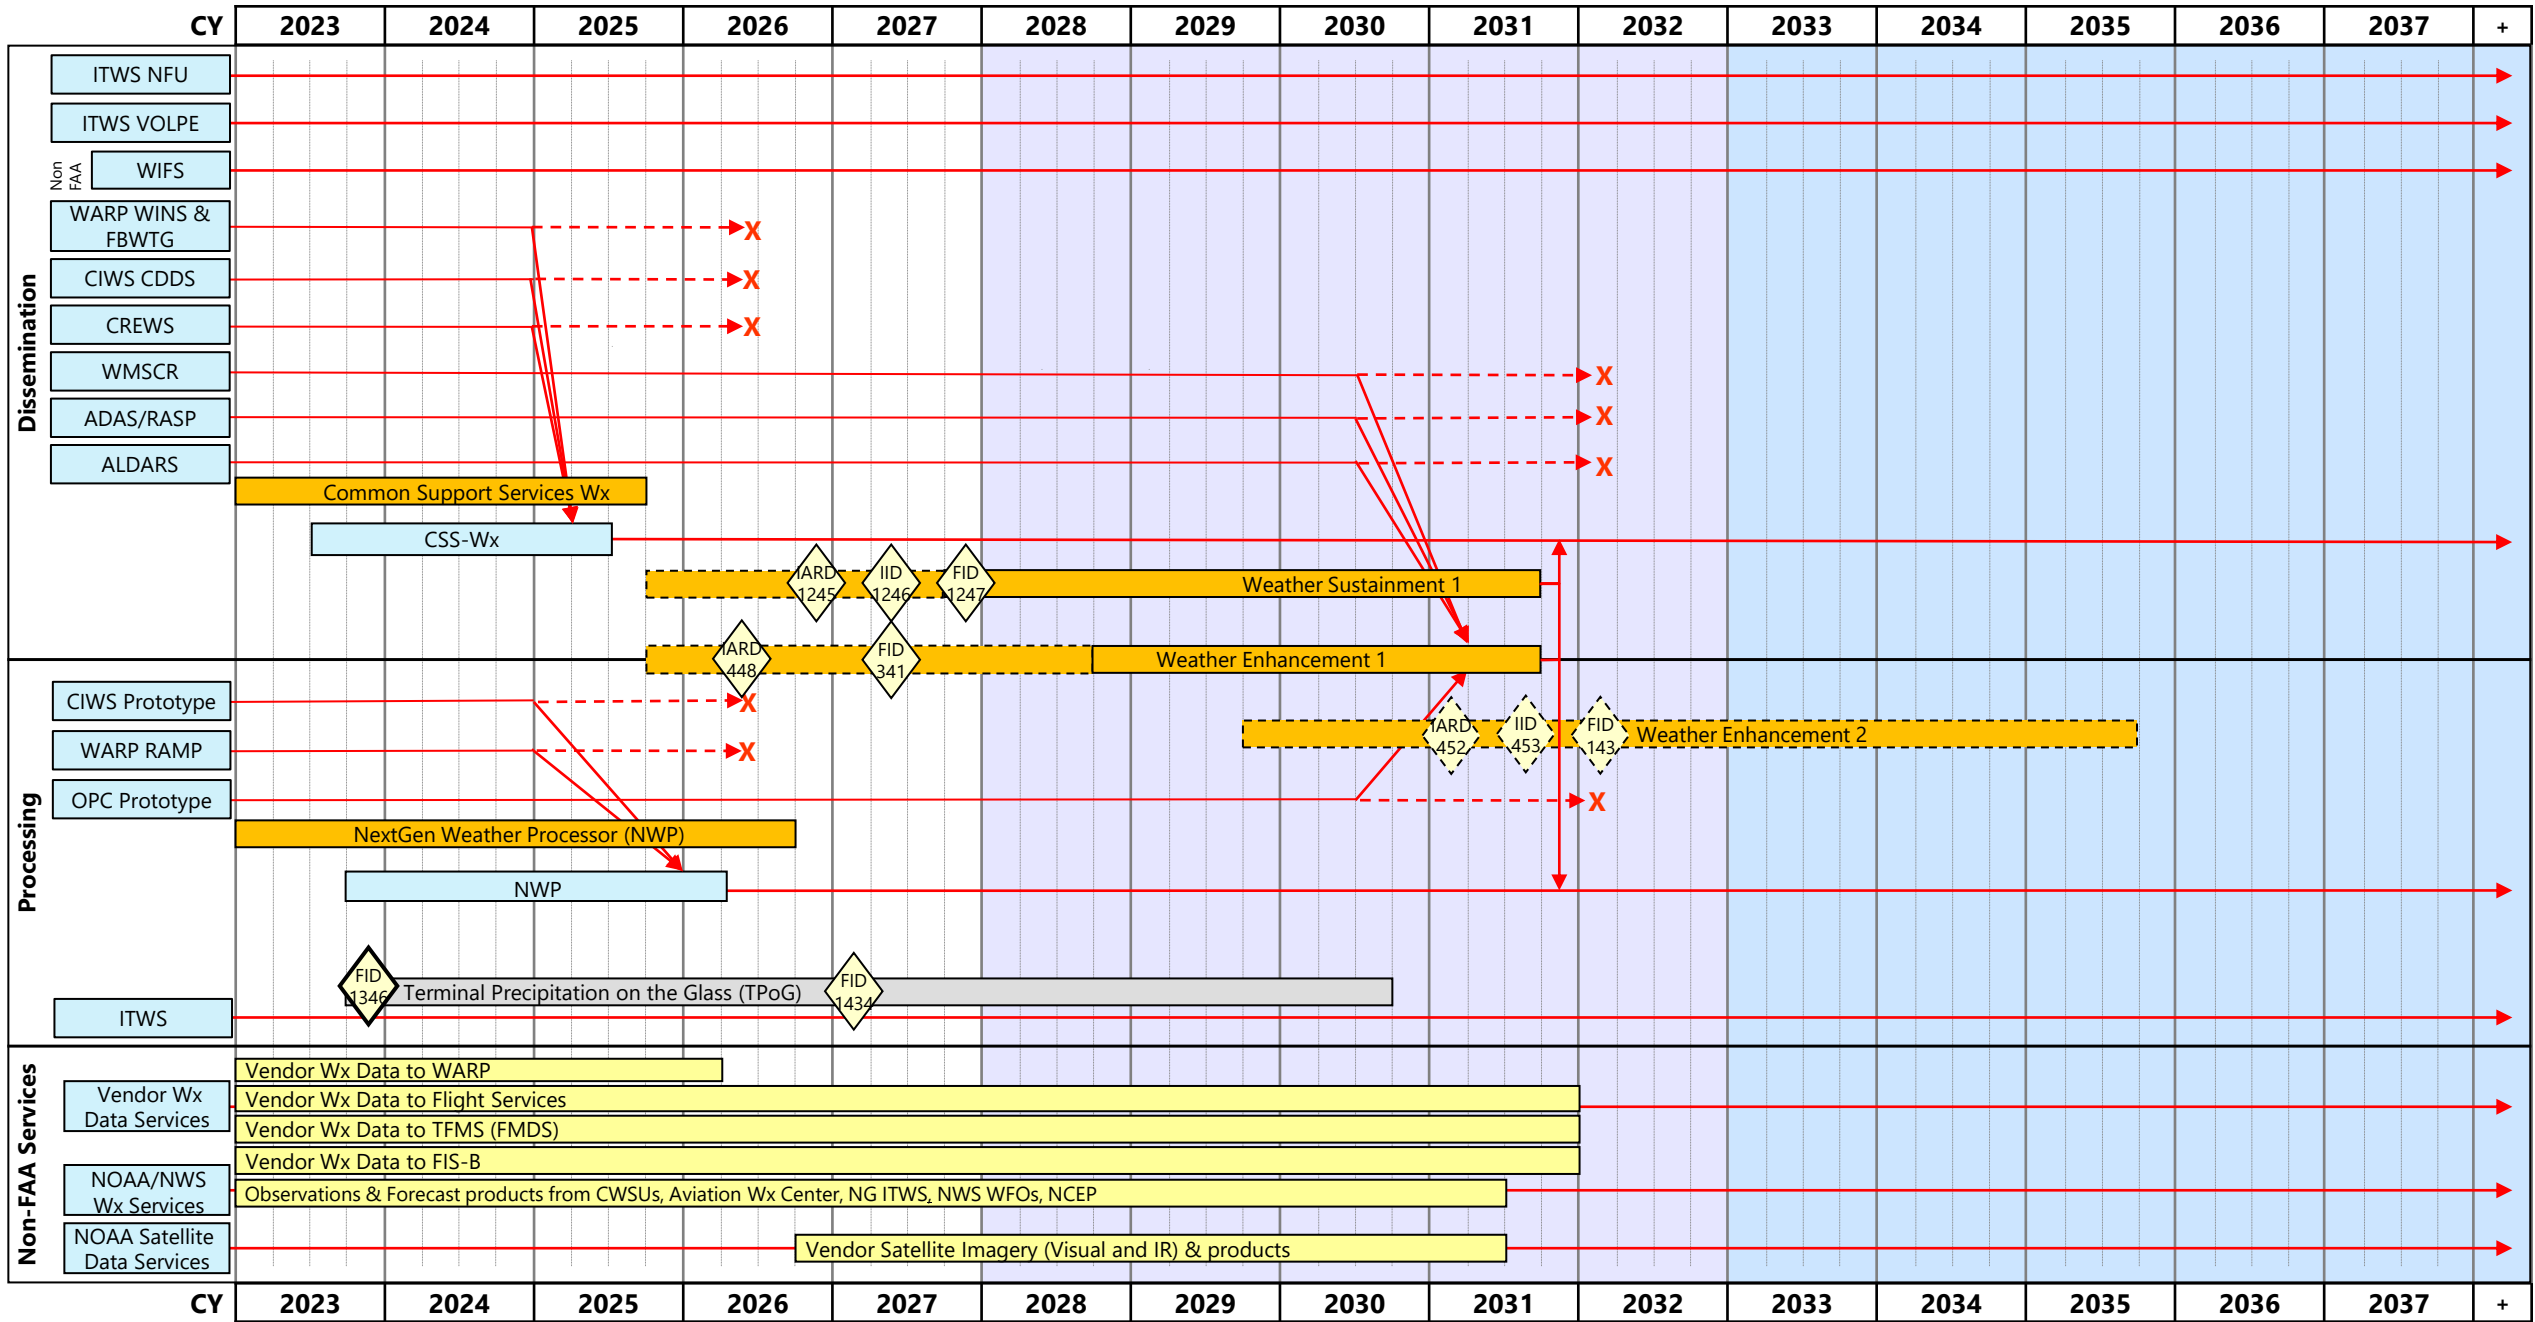 CY 2023 2024 2025 2026 2027 2028 2029 2030 2031 2032 2033 2034 2035 2036 2037 +
Dissemination
ITWS NFU
ITWS VOLPE
Non
FAA
WIFS
WARP WINS &
FBWTG
X
CIWS CDDS
X
CREWS
X
WMSCR
X
ADAS/RASP
X
ALDARS
X
Common Support Services Wx
CSS-Wx
IARD
1245
IID
1246
FID
1247
Weather Sustainment 1
IARD
448
FID
341
Weather Enhancement 1
Processing
CIWS Prototype
X
IARD
452
IID
453
FID
143
Weather Enhancement 2
WARP RAMP
X
OPC Prototype
X
NextGen Weather Processor (NWP)
NWP
FID
1346
Terminal Precipitation on the Glass (TPoG)
FID
1434
ITWS
Non-FAA Services
Vendor Wx Data to WARP
Vendor Wx
Data Services
Vendor Wx Data to Flight Services
Vendor Wx Data to TFMS (FMDS)
Vendor Wx Data to FIS-B
NOAA/NWS
Wx Services
Observations & Forecast products from CWSUs, Aviation Wx Center, NG ITWS, NWS WFOs, NCEP
NOAA Satellite
Data Services
Vendor Satellite Imagery (Visual and IR) & products
CY 2023 2024 2025 2026 2027 2028 2029 2030 2031 2032 2033 2034 2035 2036 2037 +